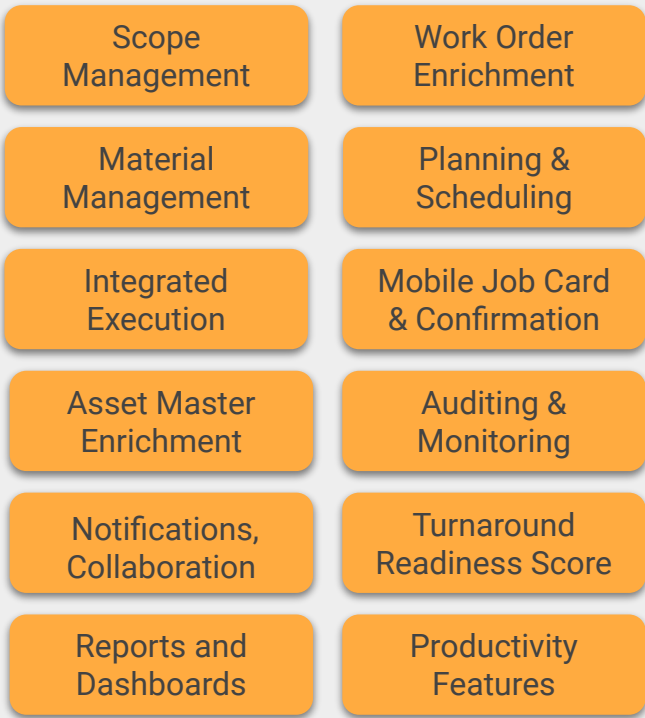 Scope
Management
Work Order
Enrichment
Material
Management
Planning &
Scheduling
Integrated
Execution
Mobile Job Card
& Confirmation
Asset Master
Enrichment
Auditing &
Monitoring
Notifications,
Collaboration
Turnaround
Readiness Score
Reports and
Dashboards
Productivity
Features